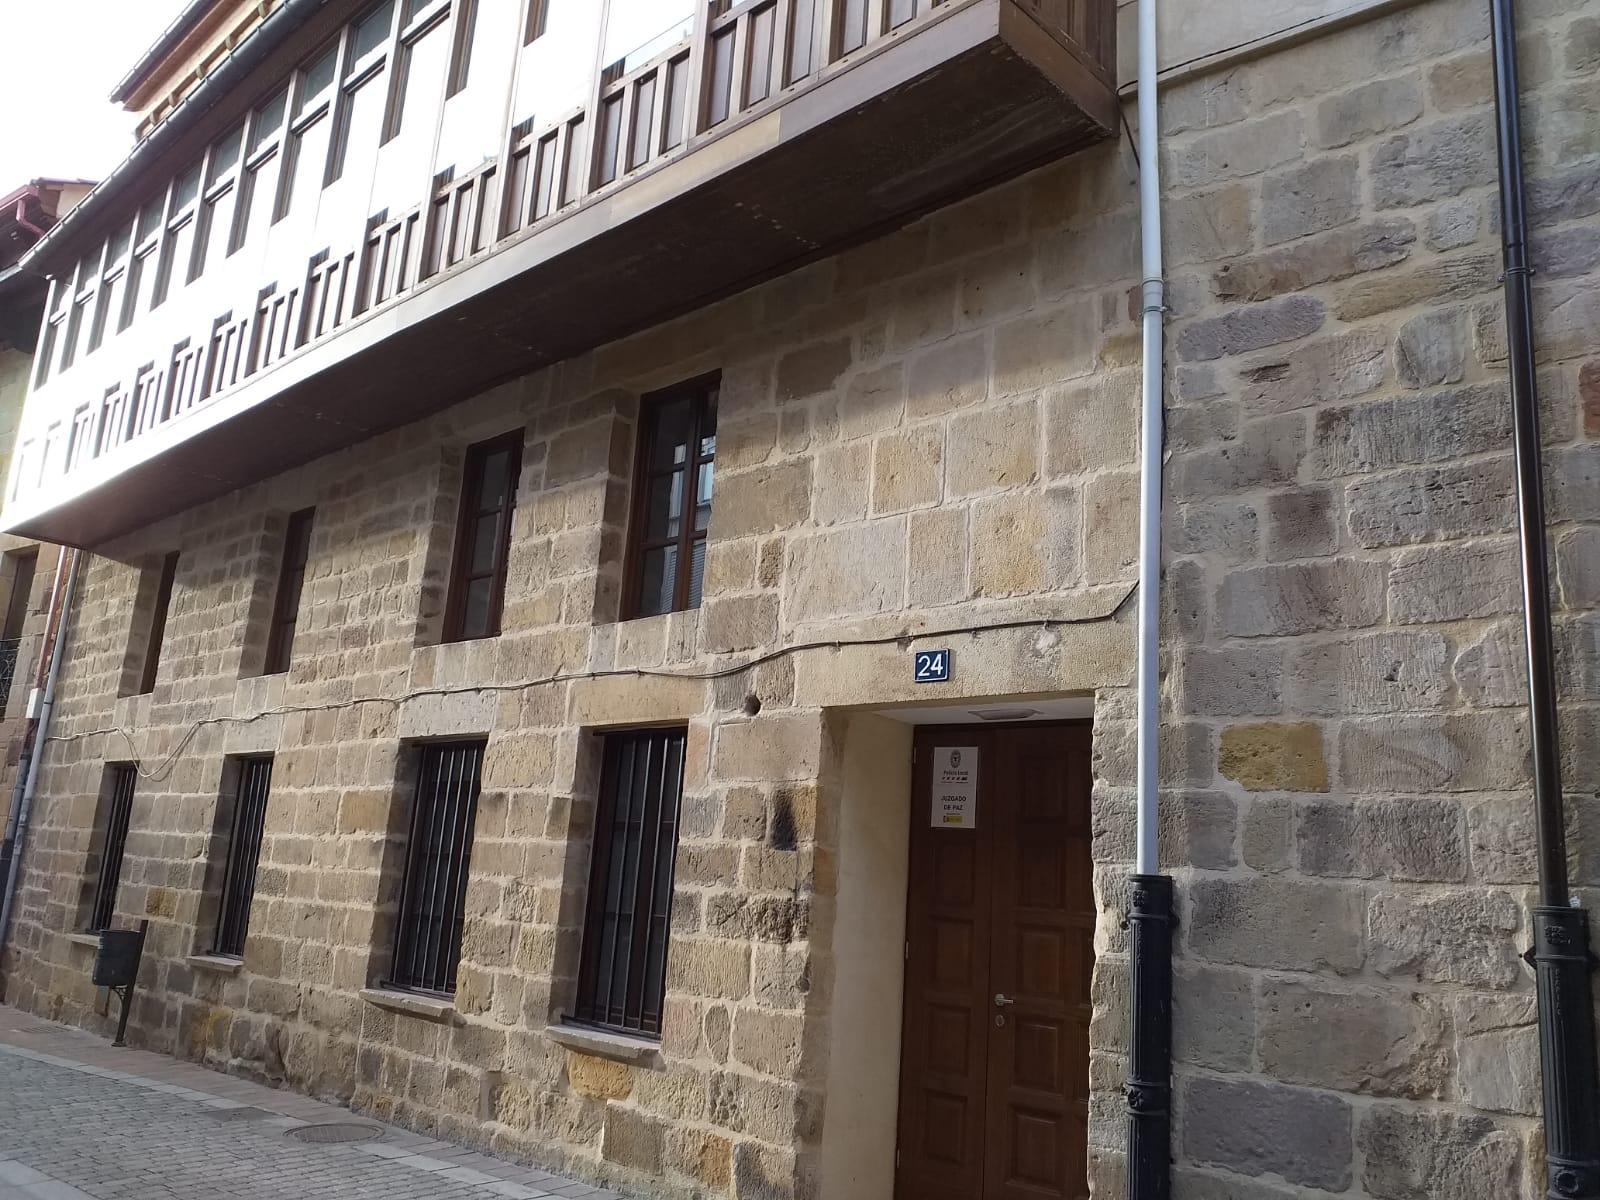 24
Policía Local
JUZGADO
DE PAZ